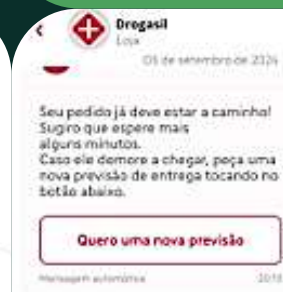 Drogasil
Loja
05 de setembro de 2024
Seu pedido já deve estar a caminho!
Sugiro que espere mais
alguns minutos.
Caso ele demore a chegar, peça uma
nova previsão de entrega tocando no
botão abaixo.
Quero uma nova previsão
Mensagem automática